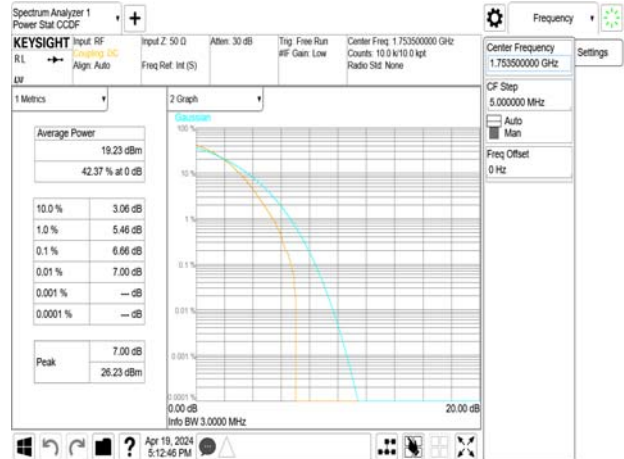 Spectrum Analyzer 1
Power Stat CCDF
+
Frequency
KEYSIGHT
RL
Input: RF
Coupling: DC
Align: Auto
Input Z: 50 Ω
Freq Ref: Int (S)
Atten: 30 dB
Trig: Free Run
#IF Gain: Low
Center Freq: 1.753500000 GHz
Counts: 10.0 k/10.0 kpt
Radio Std: None
Center Frequency
1.753500000 GHz
Settings
CF Step
5.000000 MHz
Auto
Man
Freq Offset
0 Hz
1 Metrics
Average Power
19.23 dBm
42.37 % at 0 dB
10.0 % 3.06 dB
1.0 % 5.46 dB
0.1 % 6.66 dB
0.01 % 7.00 dB
0.001 % --- dB
0.0001 % --- dB
Peak
7.00 dB
26.23 dBm
2 Graph
Gaussian
100 %
10 %
1 %
0.1 %
0.01 %
0.001 %
0.0001 %
0.00 dB
20.00 dB
Info BW 3.0000 MHz
?
Apr 19, 2024
5:12:46 PM